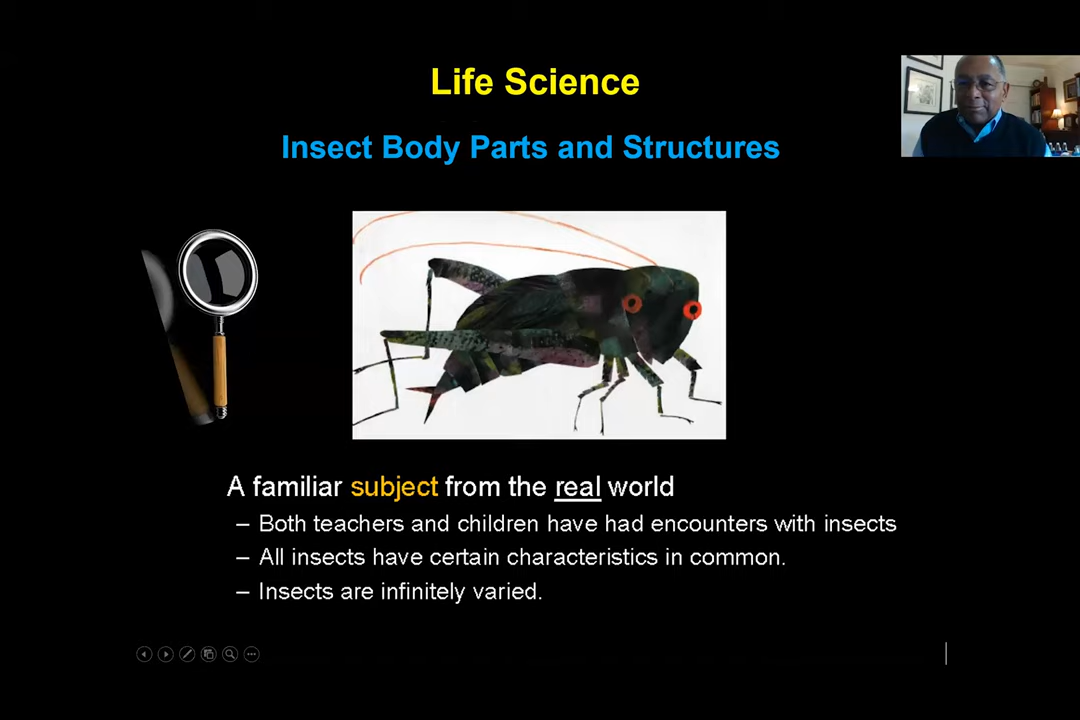 Life Science
Insect Body Parts and Structures
A familiar subject from the real world
– Both teachers and children have had encounters with insects
– All insects have certain characteristics in common.
– Insects are infinitely varied.